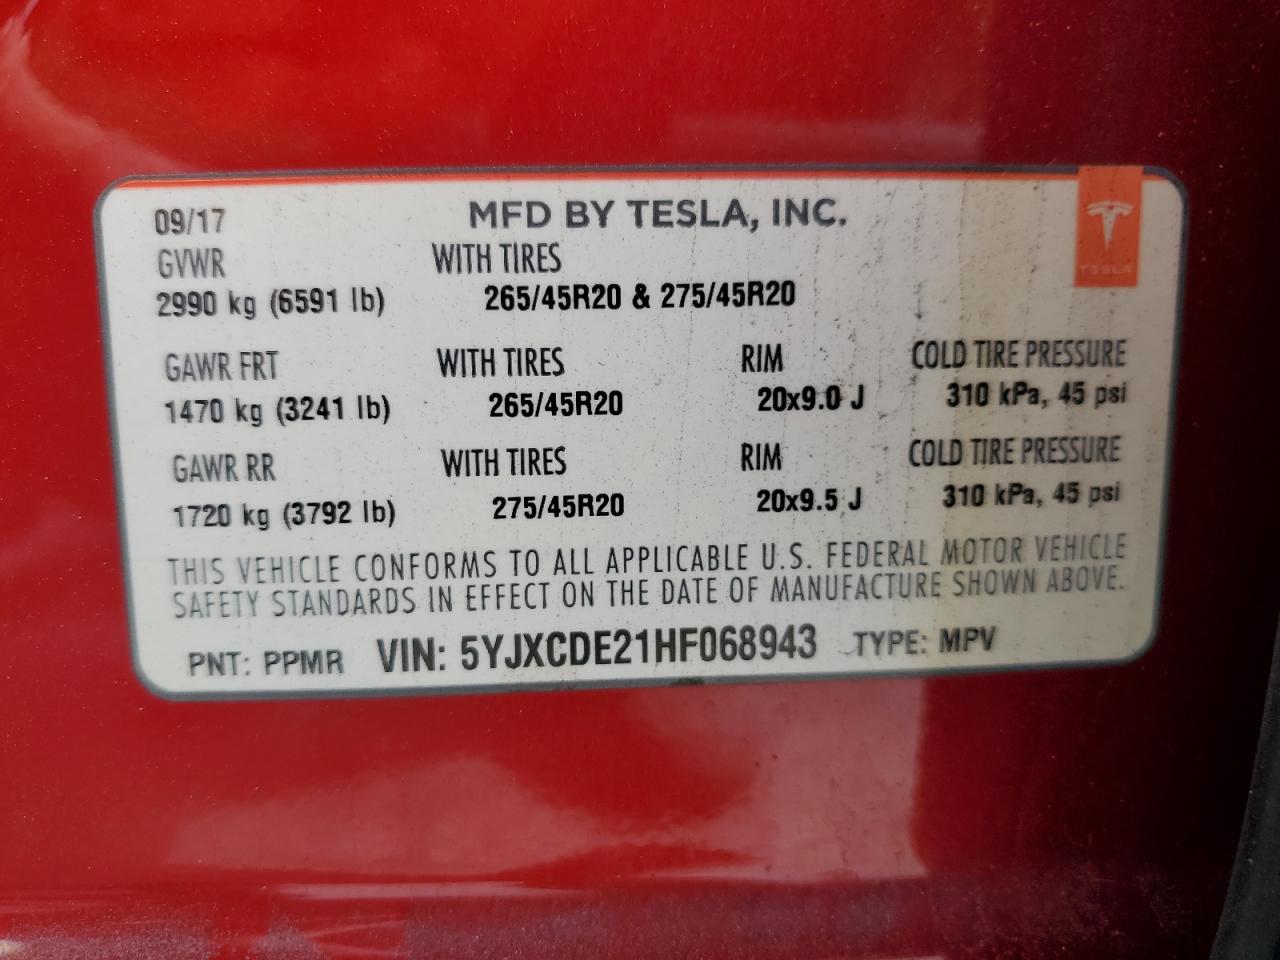 09/17 MFD BY TESLA, INC.
TESLA
GVWR WITH TIRES
2990 kg (6591 lb) 265/45R20 & 275/45R20
GAWR FRT WITH TIRES RIM COLD TIRE PRESSURE
1470 kg (3241 lb) 265/45R20 20x9.0 J 310 kPa, 45 psi
GAWR RR WITH TIRES RIM COLD TIRE PRESSURE
1720 kg (3792 lb) 275/45R20 20x9.5 J 310 kPa, 45 psi
THIS VEHICLE CONFORMS TO ALL APPLICABLE U.S. FEDERAL MOTOR VEHICLE
SAFETY STANDARDS IN EFFECT ON THE DATE OF MANUFACTURE SHOWN ABOVE.
PNT: PPMR VIN: 5YJXCDE21HF068943 TYPE: MPV